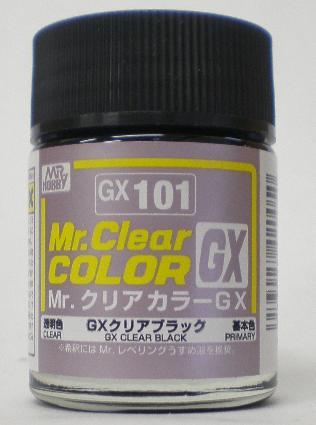 MR HOBBY
GX 101
Mr.Clear
COLOR GX
Mr.クリアカラーGX
透明色 GXクリアブラック 基本色
CLEAR GX CLEAR BLACK PRIMARY
※希釈にはMr.レベリングうすめ液を推奨。